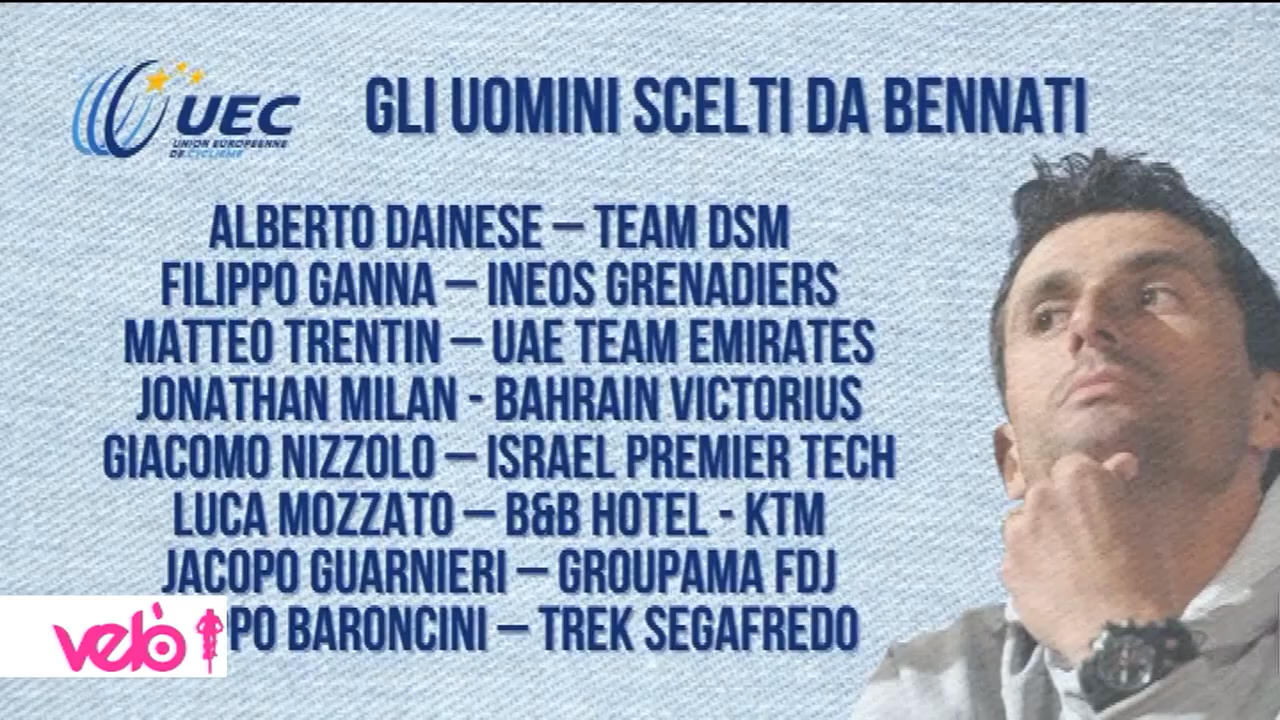 UEC
UNION EUROPÉENNE
DE CYCLISME
GLI UOMINI SCELTI DA BENNATI
ALBERTO DAINESE – TEAM DSM
FILIPPO GANNA – INEOS GRENADIERS
MATTEO TRENTIN – UAE TEAM EMIRATES
JONATHAN MILAN - BAHRAIN VICTORIUS
GIACOMO NIZZOLO – ISRAEL PREMIER TECH
LUCA MOZZATO – B&B HOTEL - KTM
JACOPO GUARNIERI – GROUPAMA FDJ
PO BARONCINI – TREK SEGAFREDO
velò